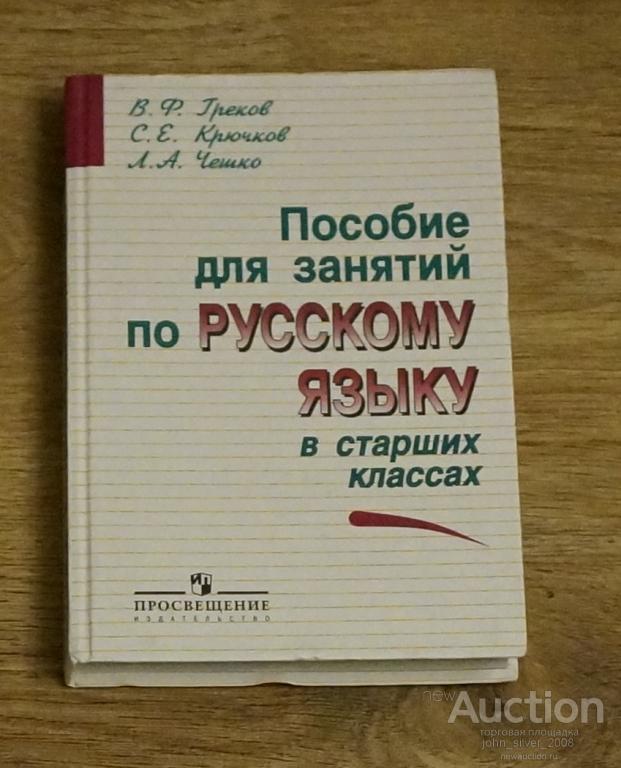 В. Ф. Греков
С. Е. Крючков
Л. А. Чешко
Пособие
для занятий
по РУССКОМУ
ЯЗЫКУ
в старших
классах
ПРОСВЕЩЕНИЕ
ИЗДАТЕЛЬСТВО
new
Auction
торговая площадка
john_silver_2008
newauction.ru